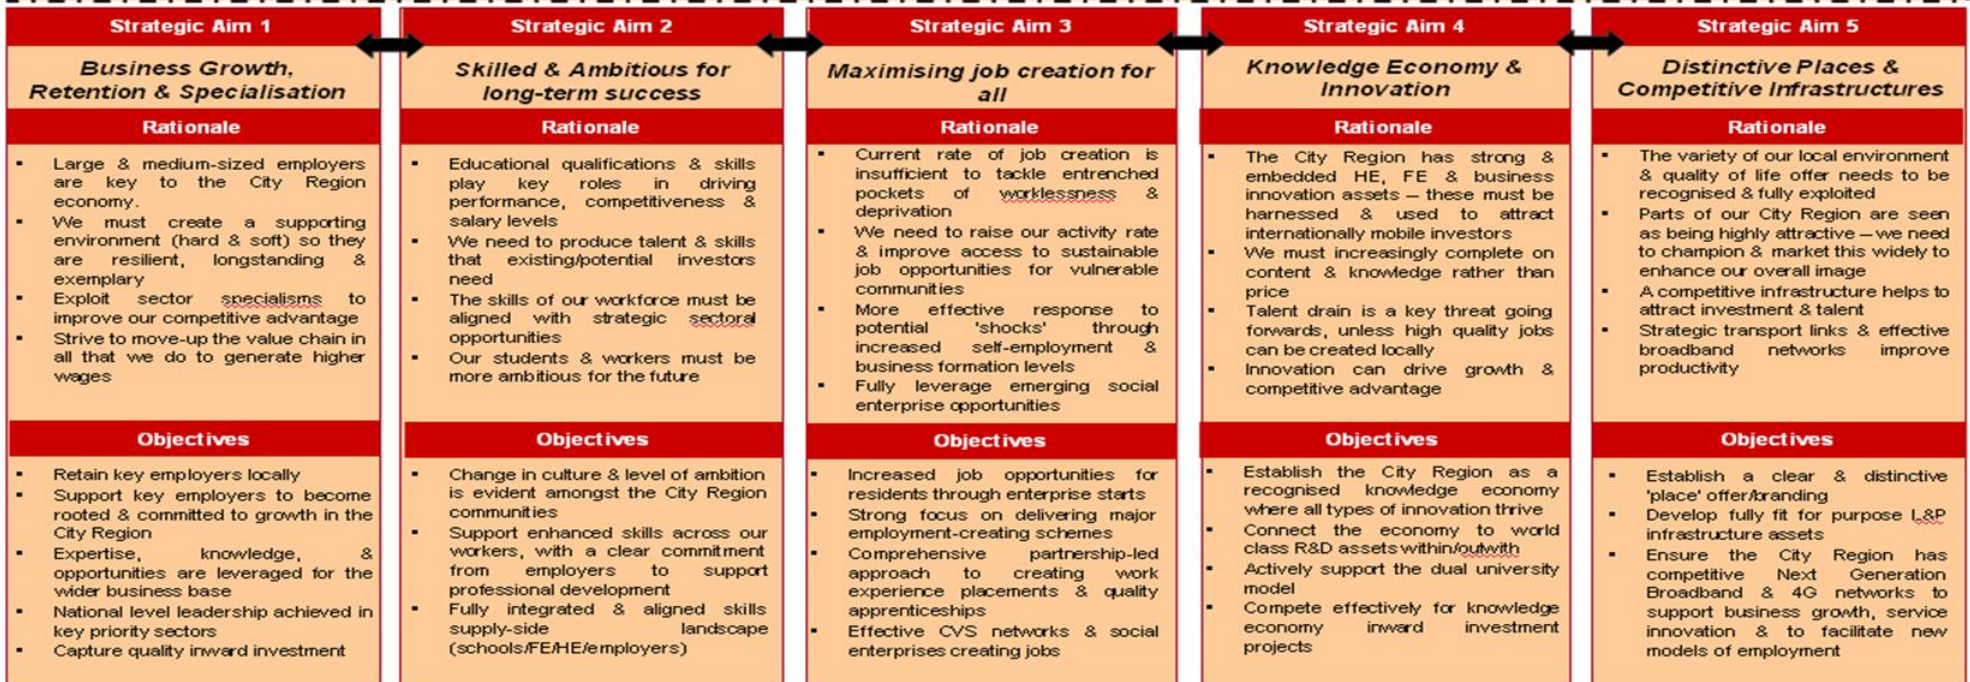 Strategic Aim 1
Business Growth,
Retention & Specialisation
Rationale
▪ Large & medium-sized employers
are key to the City Region
economy.
▪ We must create a supporting
environment (hard & soft) so they
are resilient, longstanding &
exemplary
▪ Exploit sector specialisms to
improve our competitive advantage
▪ Strive to move-up the value chain in
all that we do to generate higher
wages
Objectives
▪ Retain key employers locally
▪ Support key employers to become
rooted & committed to growth in the
City Region
▪ Expertise, knowledge, &
opportunities are leveraged for the
wider business base
▪ National level leadership achieved in
key priority sectors
▪ Capture quality inward investment
Strategic Aim 2
Skilled & Ambitious for
long-term success
Rationale
▪ Educational qualifications & skills
play key roles in driving
performance, competitiveness &
salary levels
▪ We need to produce talent & skills
that existing/potential investors
need
▪ The skills of our workforce must be
aligned with strategic sectoral
opportunities
▪ Our students & workers must be
more ambitious for the future
Objectives
▪ Change in culture & level of ambition
is evident amongst the City Region
communities
▪ Support enhanced skills across our
workers, with a clear commitment
from employers to support
professional development
▪ Fully integrated & aligned skills
supply-side landscape
(schools/FE/HE/employers)
Strategic Aim 3
Maximising job creation for
all
Rationale
▪ Current rate of job creation is
insufficient to tackle entrenched
pockets of worklessness &
deprivation
▪ We need to raise our activity rate
& improve access to sustainable
job opportunities for vulnerable
communities
▪ More effective response to
potential 'shocks' through
increased self-employment &
business formation levels
▪ Fully leverage emerging social
enterprise opportunities
Objectives
▪ Increased job opportunities for
residents through enterprise starts
▪ Strong focus on delivering major
employment-creating schemes
▪ Comprehensive partnership-led
approach to creating work
experience placements & quality
apprenticeships
▪ Effective CVS networks & social
enterprises creating jobs
Strategic Aim 4
Knowledge Economy &
Innovation
Rationale
▪ The City Region has strong &
embedded HE, FE & business
innovation assets – these must be
harnessed & used to attract
internationally mobile investors
▪ We must increasingly complete on
content & knowledge rather than
price
▪ Talent drain is a key threat going
forwards, unless high quality jobs
can be created locally
▪ Innovation can drive growth &
competitive advantage
Objectives
▪ Establish the City Region as a
recognised knowledge economy
where all types of innovation thrive
▪ Connect the economy to world
class R&D assets within/outwith
▪ Actively support the dual university
model
▪ Compete effectively for knowledge
economy inward investment
projects
Strategic Aim 5
Distinctive Places &
Competitive Infrastructures
Rationale
▪ The variety of our local environment
& quality of life offer needs to be
recognised & fully exploited
▪ Parts of our City Region are seen
as being highly attractive – we need
to champion & market this widely to
enhance our overall image
▪ A competitive infrastructure helps to
attract investment & talent
▪ Strategic transport links & effective
broadband networks improve
productivity
Objectives
▪ Establish a clear & distinctive
'place' offer/branding
▪ Develop fully fit for purpose L&P
infrastructure assets
▪ Ensure the City Region has
competitive Next Generation
Broadband & 4G networks to
support business growth, service
innovation & to facilitate new
models of employment